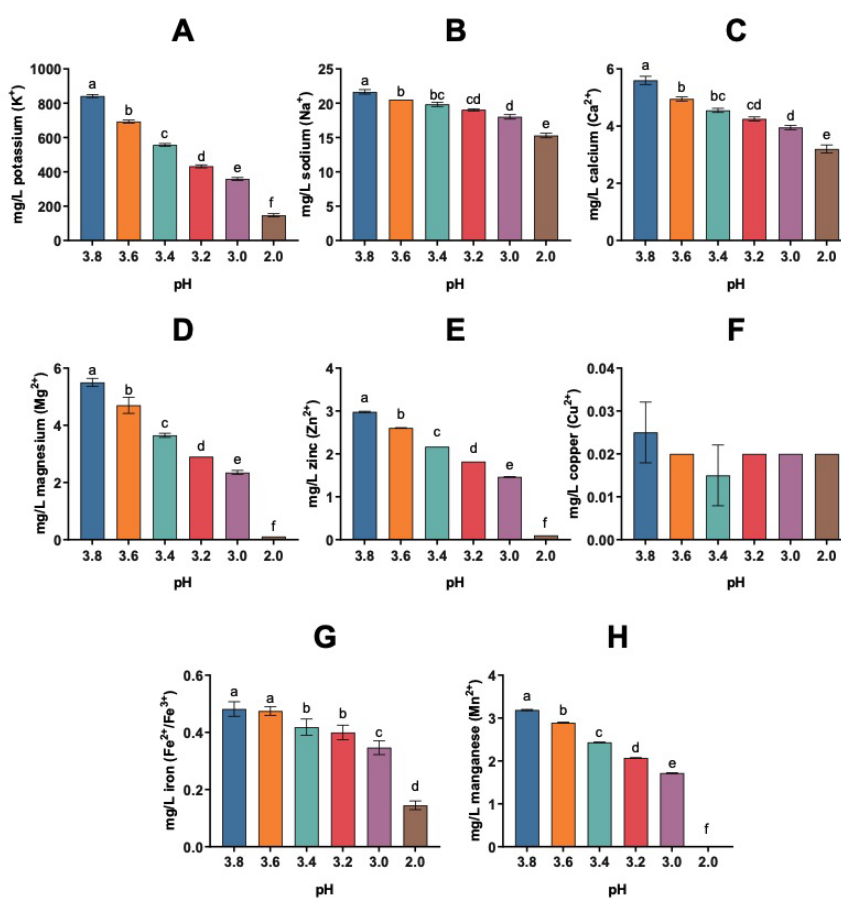 A
B
C
mg/L potassium (K⁺)
1000
800
600
400
200
0
a
b
c
d
e
f
3.8 3.6 3.4 3.2 3.0 2.0
pH
mg/L sodium (Na⁺)
25
20
15
10
5
0
a
b
bc
cd
d
e
3.8 3.6 3.4 3.2 3.0 2.0
pH
mg/L calcium (Ca²⁺)
6
4
2
0
a
b
bc
cd
d
e
3.8 3.6 3.4 3.2 3.0 2.0
pH
D
E
F
mg/L magnesium (Mg²⁺)
6
4
2
0
a
b
c
d
e
f
3.8 3.6 3.4 3.2 3.0 2.0
pH
mg/L zinc (Zn²⁺)
4
3
2
1
0
a
b
c
d
e
f
3.8 3.6 3.4 3.2 3.0 2.0
pH
mg/L copper (Cu²⁺)
0.04
0.03
0.02
0.01
0.00
3.8 3.6 3.4 3.2 3.0 2.0
pH
G
H
mg/L iron (Fe²⁺/Fe³⁺)
0.6
0.4
0.2
0.0
a
a
b
b
c
d
3.8 3.6 3.4 3.2 3.0 2.0
pH
mg/L manganese (Mn²⁺)
4
3
2
1
0
a
b
c
d
e
f
3.8 3.6 3.4 3.2 3.0 2.0
pH